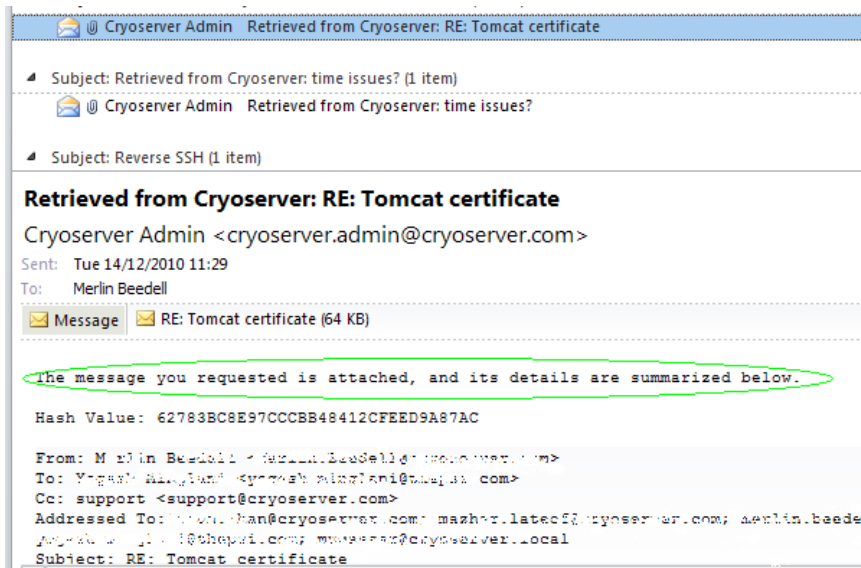 Cryoserver Admin Retrieved from Cryoserver: RE: Tomcat certificate
Subject: Retrieved from Cryoserver: time issues? (1 item)
Cryoserver Admin Retrieved from Cryoserver: time issues?
Subject: Reverse SSH (1 item)
Retrieved from Cryoserver: RE: Tomcat certificate
Cryoserver Admin <cryoserver.admin@cryoserver.com>
Sent: Tue 14/12/2010 11:29
To: Merlin Beedell
Message RE: Tomcat certificate (64 KB)
The message you requested is attached, and its details are summarized below.
Hash Value: 62783BC8E97CCCBB48412CFEED9A87AC
From:
To:
Cc: support <support@cryoserver.com>
Addressed To:
Subject: RE: Tomcat certificate